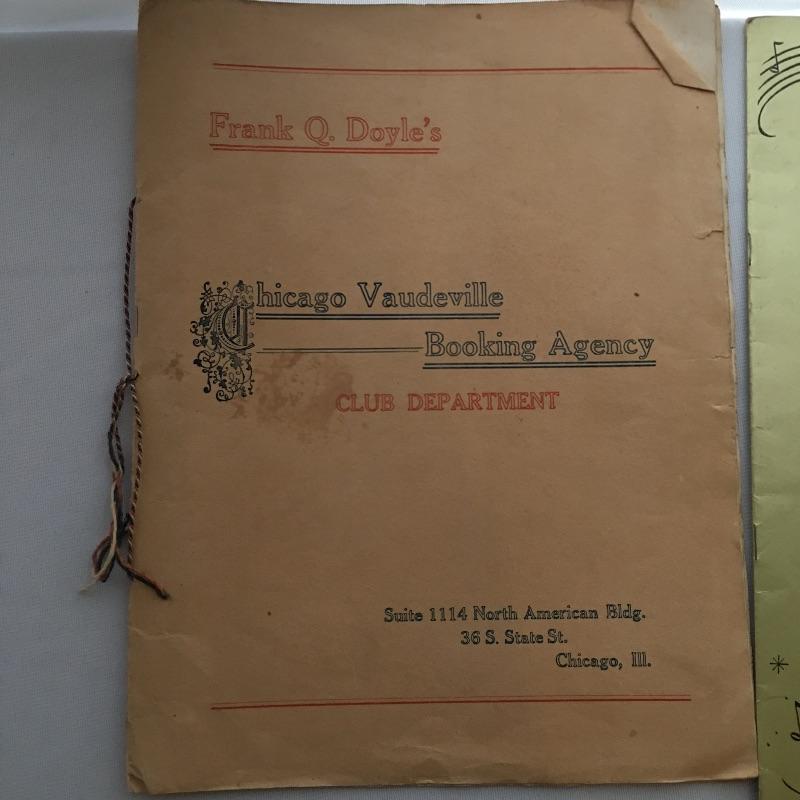 Frank Q. Doyle's
Chicago Vaudeville
Booking Agency
CLUB DEPARTMENT
Suite 1114 North American Bldg.
36 S. State St.
Chicago, Ill.